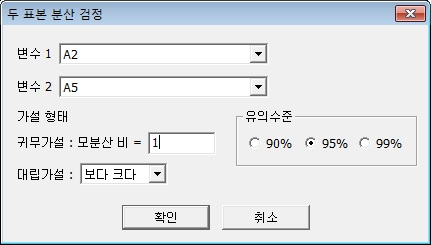 두 표본 분산 검정
변수 1 A2
변수 2 A5
가설 형태
유의수준
귀무가설 : 모분산 비 = 1
90% 95% 99%
대립가설 : 보다 크다
확인 취소